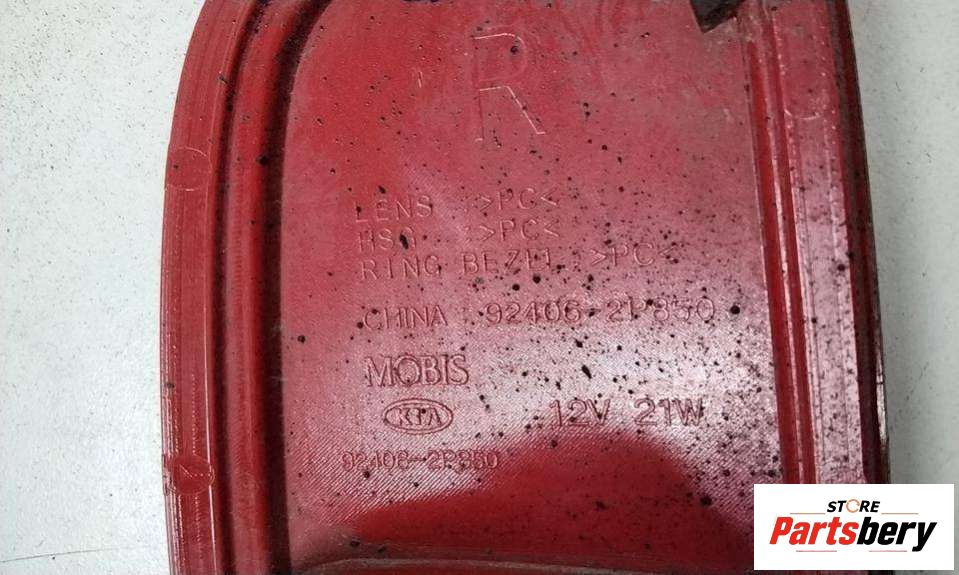 R
LENS : >PC<
HSG : >PC<
RING BEZEL : >PC<
CHINA : 92406-2P850
MOBIS
KIA 12V 21W
92406-2P850
STORE
Partsbery